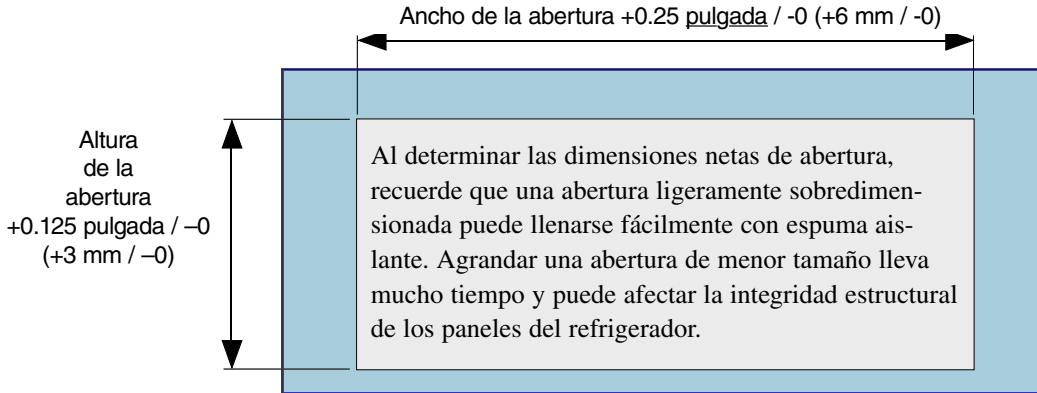 Ancho de la abertura +0.25 pulgada / -0 (+6 mm / -0)
Altura
de la
abertura
+0.125 pulgada / –0
(+3 mm / –0)
Al determinar las dimensiones netas de abertura,
recuerde que una abertura ligeramente sobredimen-
sionada puede llenarse fácilmente con espuma ais-
lante. Agrandar una abertura de menor tamaño lleva
mucho tiempo y puede afectar la integridad estructural
de los paneles del refrigerador.